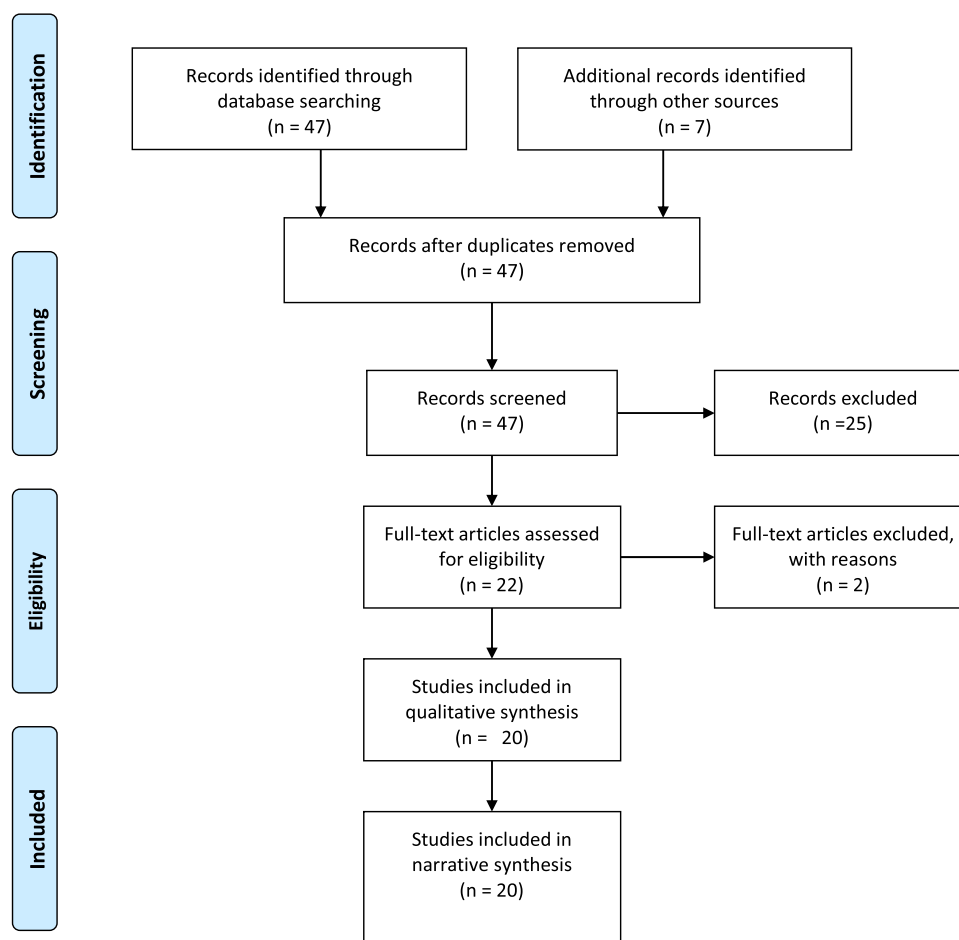 Identification
Records identified through
database searching
(n = 47)
Additional records identified
through other sources
(n = 7)
Records after duplicates removed
(n = 47)
Screening
Records screened
(n = 47)
Records excluded
(n =25)
Eligibility
Full-text articles assessed
for eligibility
(n = 22)
Full-text articles excluded,
with reasons
(n = 2)
Studies included in
qualitative synthesis
(n =   20)
Included
Studies included in
narrative synthesis
(n = 20)